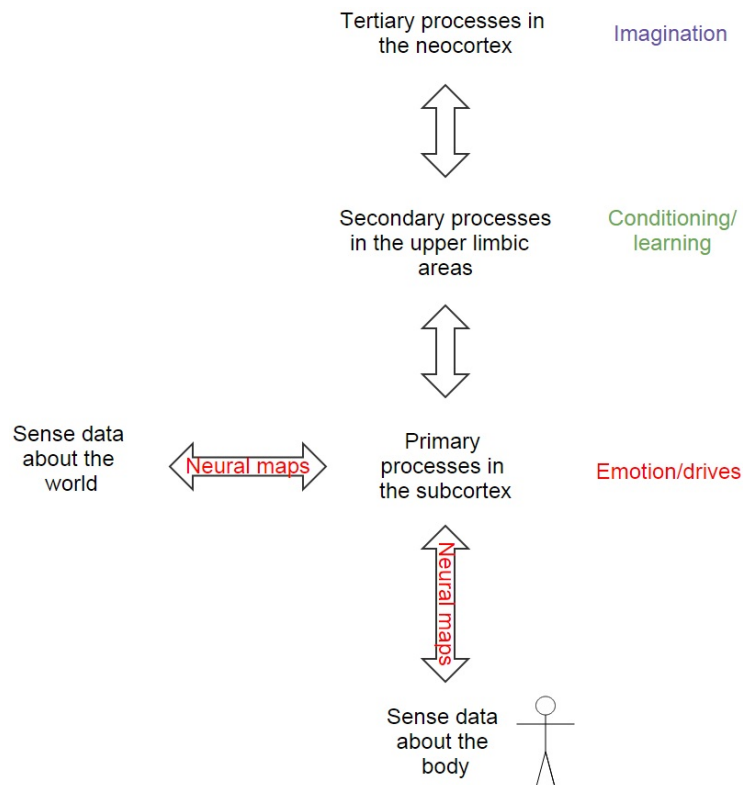 Tertiary processes in
the neocortex
Imagination
Secondary processes
in the upper limbic
areas
Conditioning/
learning
Sense data
about the
world
Neural maps
Primary
processes in
the subcortex
Emotion/drives
Neural maps
Sense data
about the
body